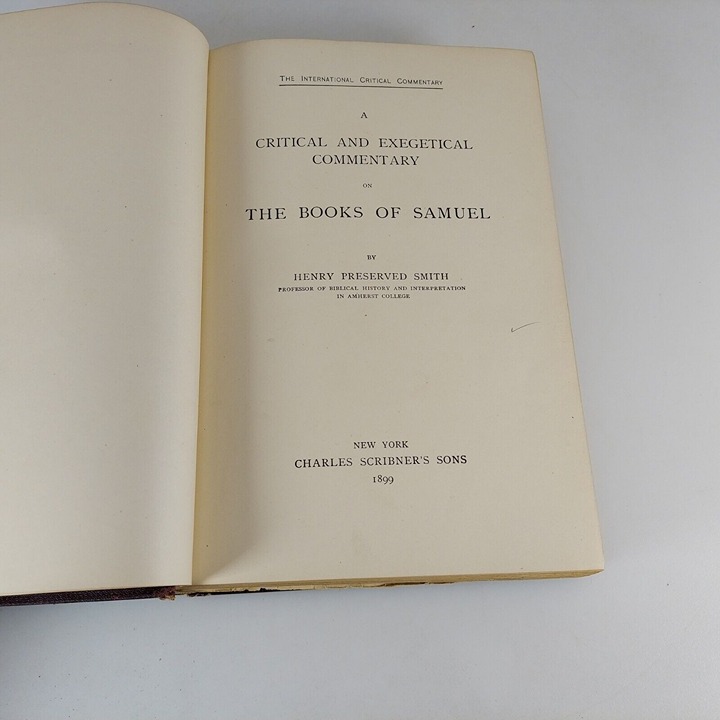 THE INTERNATIONAL CRITICAL COMMENTARY
A
CRITICAL AND EXEGETICAL
COMMENTARY
ON
THE BOOKS OF SAMUEL
BY
HENRY PRESERVED SMITH
PROFESSOR OF BIBLICAL HISTORY AND INTERPRETATION
IN AMHERST COLLEGE
NEW YORK
CHARLES SCRIBNER'S SONS
1899